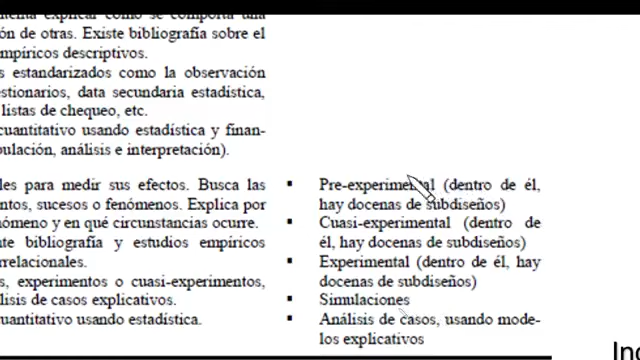 ón de otras. Existe bibliografía sobre el
mpíricos descriptivos.
s estandarizados como la observación
estionarios, data secundaria estadística,
listas de chequeo, etc.
cuantitativo usando estadística y finan-
pulación, análisis e interpretación).
les para medir sus efectos. Busca las
ntos, sucesos o fenómenos. Explica por
nómeno y en qué circunstancias ocurre.
te bibliografía y estudios empíricos
rrelacionales.
s, experimentos o cuasi-experimentos,
lisis de casos explicativos.
uantitativo usando estadística.
▪ Pre-experimental (dentro de él,
hay docenas de subdiseños)
▪ Cuasi-experimental (dentro de
él, hay docenas de subdiseños)
▪ Experimental (dentro de él, hay
docenas de subdiseños)
▪ Simulaciones
▪ Análisis de casos, usando mode-
los explicativos